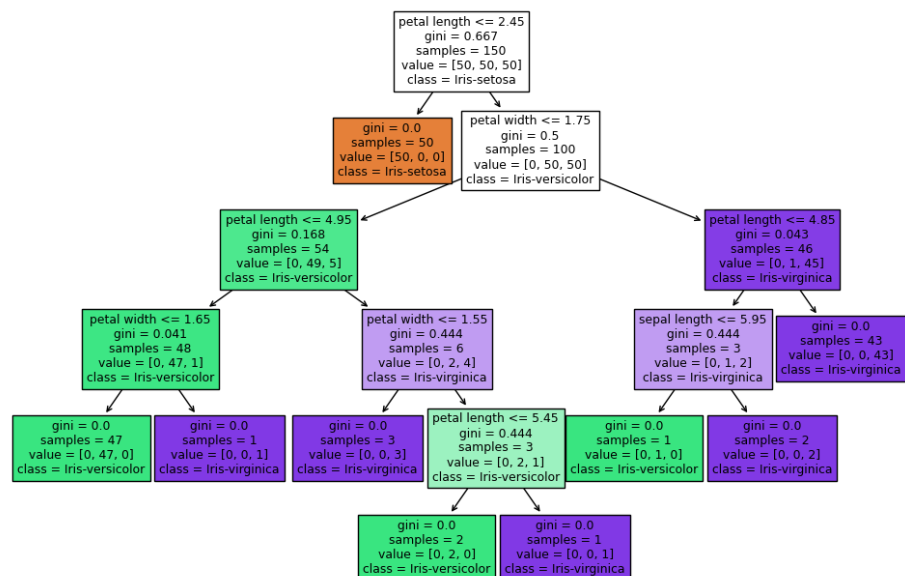 petal length <= 2.45
gini = 0.667
samples = 150
value = [50, 50, 50]
class = Iris-setosa
gini = 0.0
samples = 50
value = [50, 0, 0]
class = Iris-setosa
petal width <= 1.75
gini = 0.5
samples = 100
value = [0, 50, 50]
class = Iris-versicolor
petal length <= 4.95
gini = 0.168
samples = 54
value = [0, 49, 5]
class = Iris-versicolor
petal length <= 4.85
gini = 0.043
samples = 46
value = [0, 1, 45]
class = Iris-virginica
petal width <= 1.65
gini = 0.041
samples = 48
value = [0, 47, 1]
class = Iris-versicolor
petal width <= 1.55
gini = 0.444
samples = 6
value = [0, 2, 4]
class = Iris-virginica
sepal length <= 5.95
gini = 0.444
samples = 3
value = [0, 1, 2]
class = Iris-virginica
gini = 0.0
samples = 43
value = [0, 0, 43]
class = Iris-virginica
gini = 0.0
samples = 47
value = [0, 47, 0]
class = Iris-versicolor
gini = 0.0
samples = 1
value = [0, 0, 1]
class = Iris-virginica
gini = 0.0
samples = 3
value = [0, 0, 3]
class = Iris-virginica
petal length <= 5.45
gini = 0.444
samples = 3
value = [0, 2, 1]
class = Iris-versicolor
gini = 0.0
samples = 1
value = [0, 1, 0]
class = Iris-versicolor
gini = 0.0
samples = 2
value = [0, 0, 2]
class = Iris-virginica
gini = 0.0
samples = 2
value = [0, 2, 0]
class = Iris-versicolor
gini = 0.0
samples = 1
value = [0, 0, 1]
class = Iris-virginica